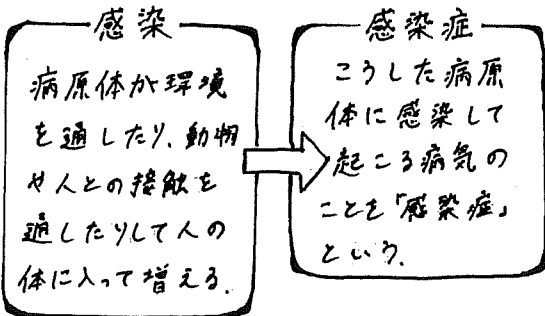 感染
病原体が環境
を通したり、動物
や人との接触を
通したりして人の
体に入って増える。
感染症
こうした病原
体に感染して
起こる病気の
ことを「感染症」
という。